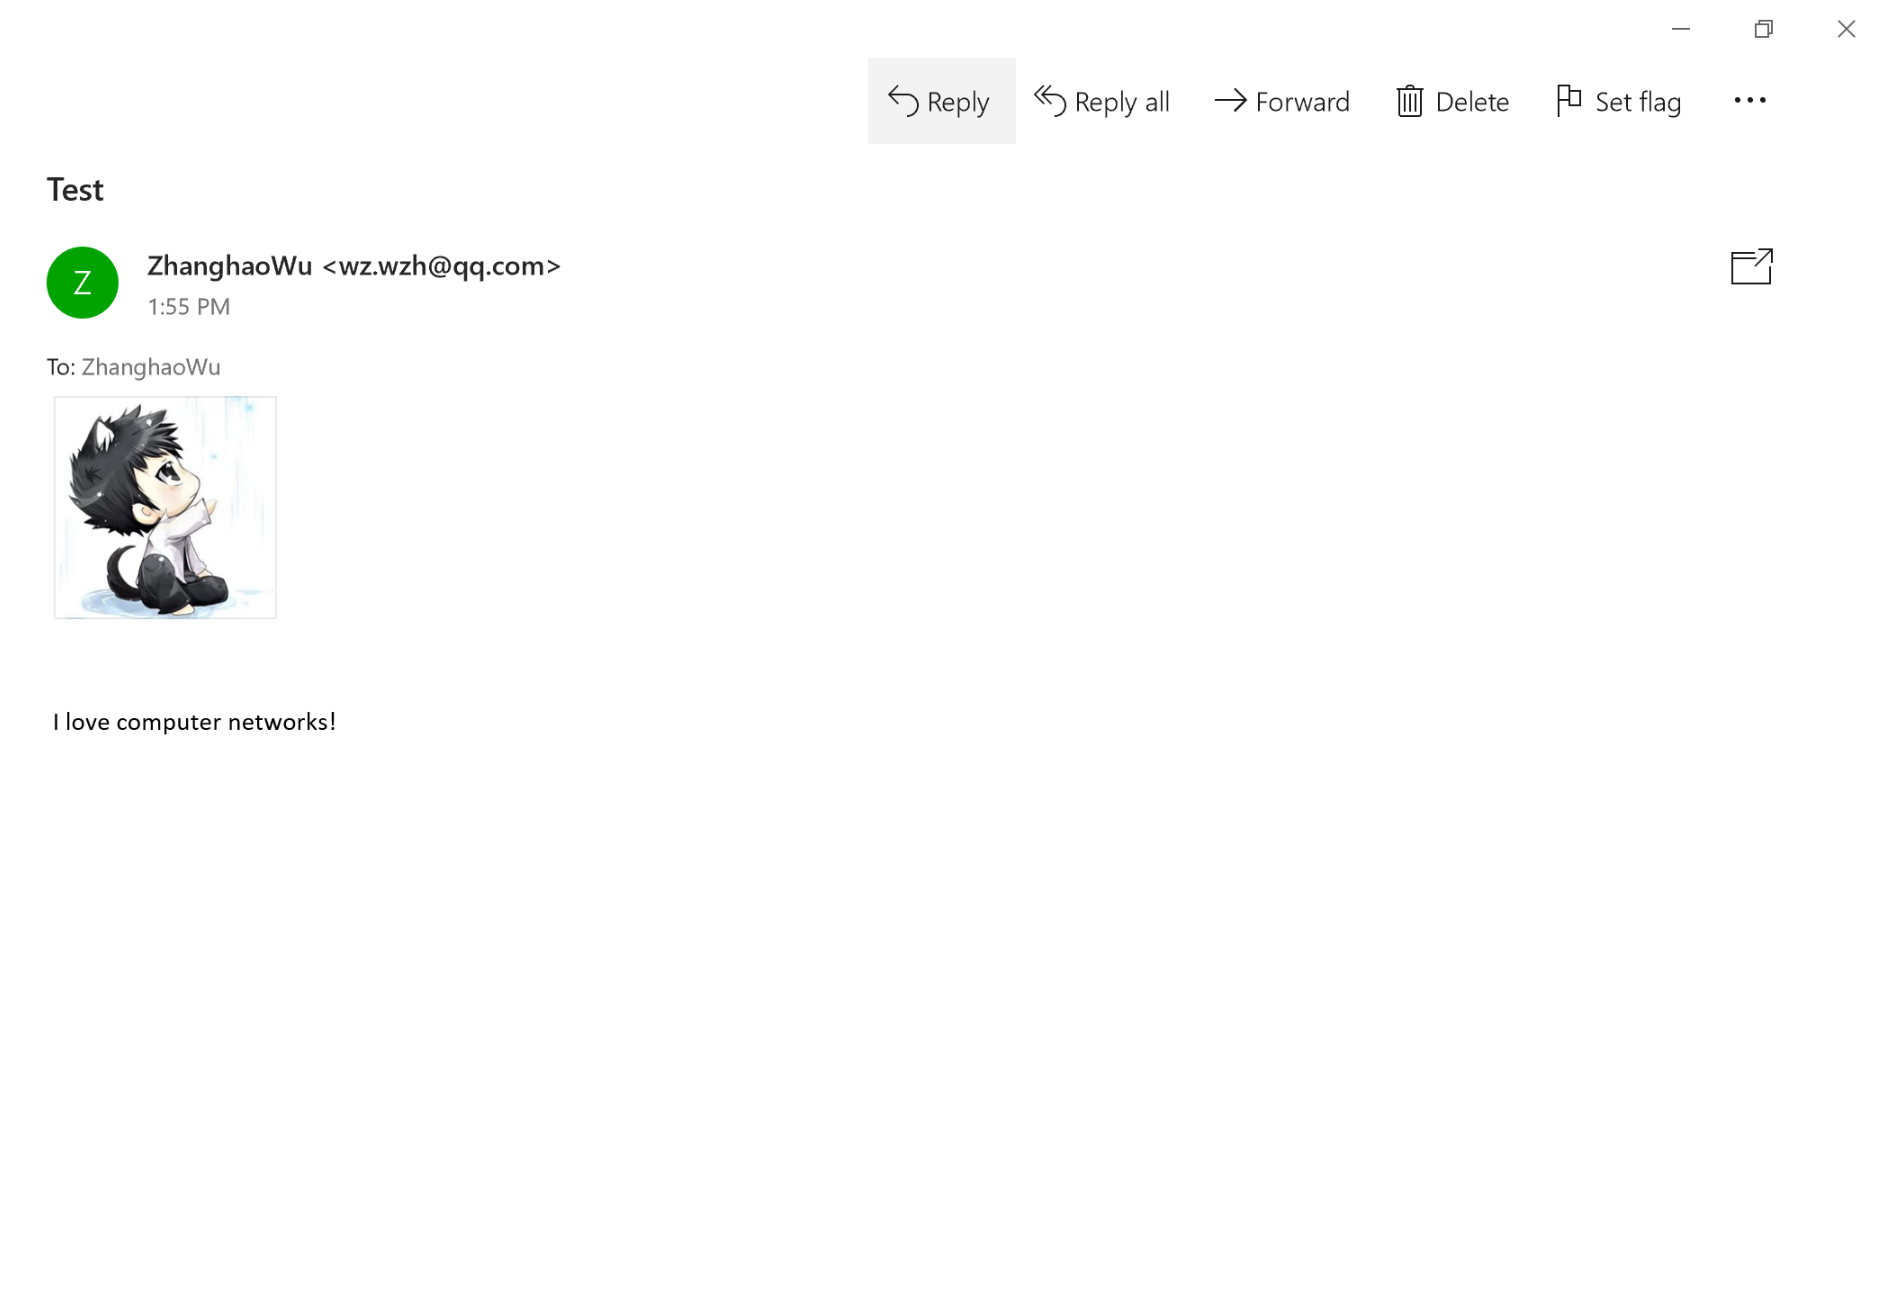 Reply Reply all Forward Delete Set flag
Test
Z
ZhanghaoWu <wz.wzh@qq.com>
1:55 PM
To: ZhanghaoWu
I love computer networks!